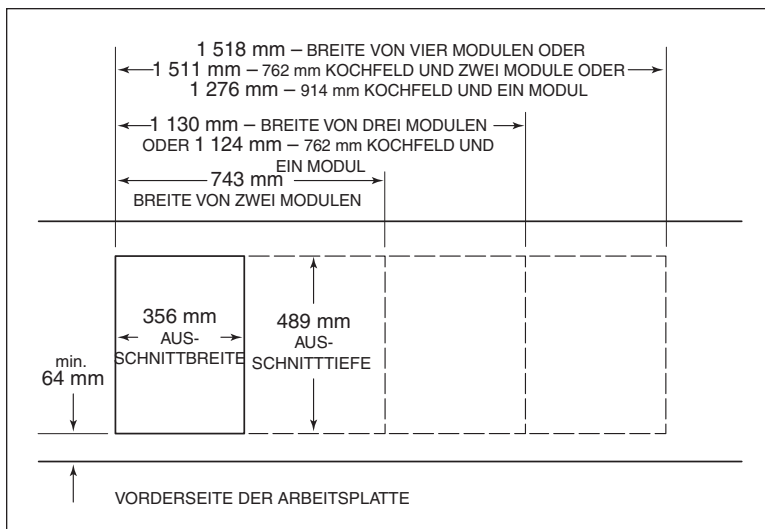 1 518 mm – BREITE VON VIER MODULEN ODER
1 511 mm – 762 mm KOCHFELD UND ZWEI MODULE ODER
1 276 mm – 914 mm KOCHFELD UND EIN MODUL
1 130 mm – BREITE VON DREI MODULEN
ODER 1 124 mm – 762 mm KOCHFELD UND
EIN MODUL
743 mm
BREITE VON ZWEI MODULEN
356 mm
AUS-
SCHNITTBREITE
489 mm
AUS-
SCHNITTTIEFE
min.
64 mm
VORDERSEITE DER ARBEITSPLATTE